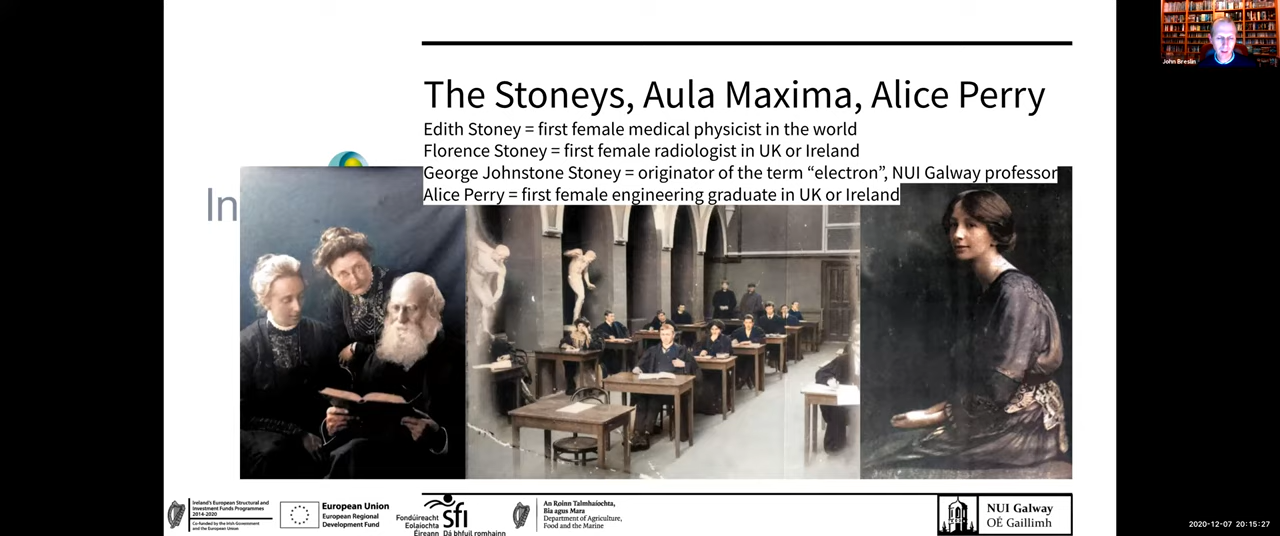 The Stoneys, Aula Maxima, Alice Perry
Edith Stoney = first female medical physicist in the world
Florence Stoney = first female radiologist in UK or Ireland
George Johnstone Stoney = originator of the term “electron”, NUI Galway professor
Alice Perry = first female engineering graduate in UK or Ireland
In
John Breslin
Ireland's European Structural and
Investment Funds Programmes
2014-2020
Co-funded by the Irish Government
and the European Union
European Union
European Regional
Development Fund
Fondúireacht
Eolaíochta
Éireann
sfi
Dá bhfuil romhainn
An Roinn Talmhaíochta,
Bia agus Mara
Department of Agriculture,
Food and the Marine
NUI Galway
OÉ Gaillimh
2020-12-07 20:15:27